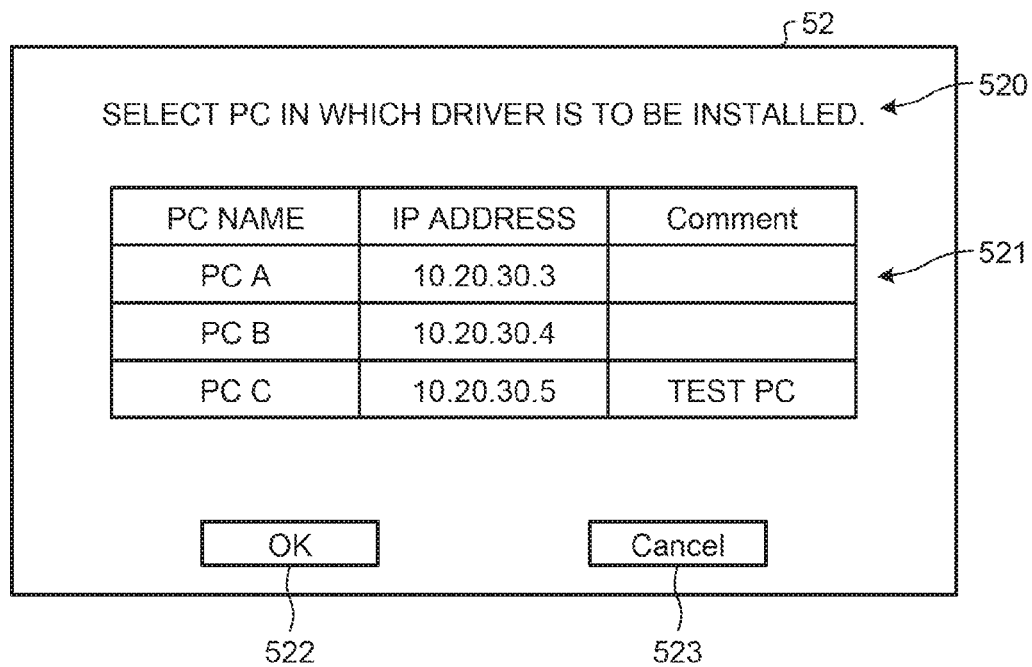 52
520
SELECT PC IN WHICH DRIVER IS TO BE INSTALLED.
PC NAME IP ADDRESS Comment
521
PC A 10.20.30.3
PC B 10.20.30.4
PC C 10.20.30.5 TEST PC
OK Cancel
522 523